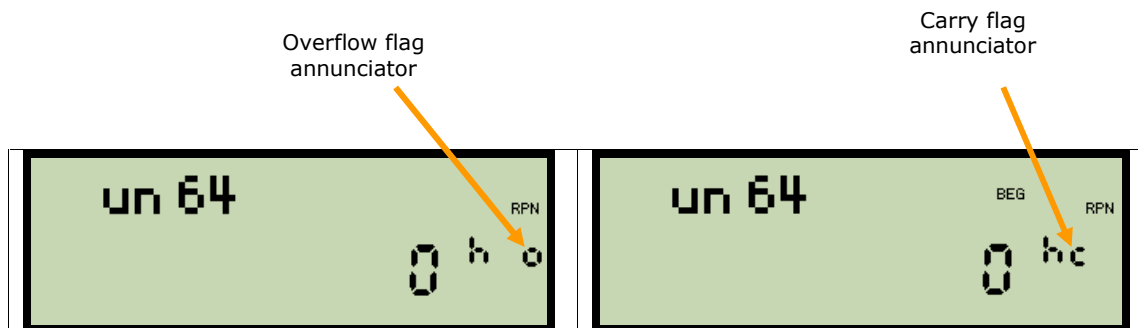 Overflow flag
annunciator
Carry flag
annunciator
un 64
RPN
0 h o
un 64
BEG
RPN
0 hc